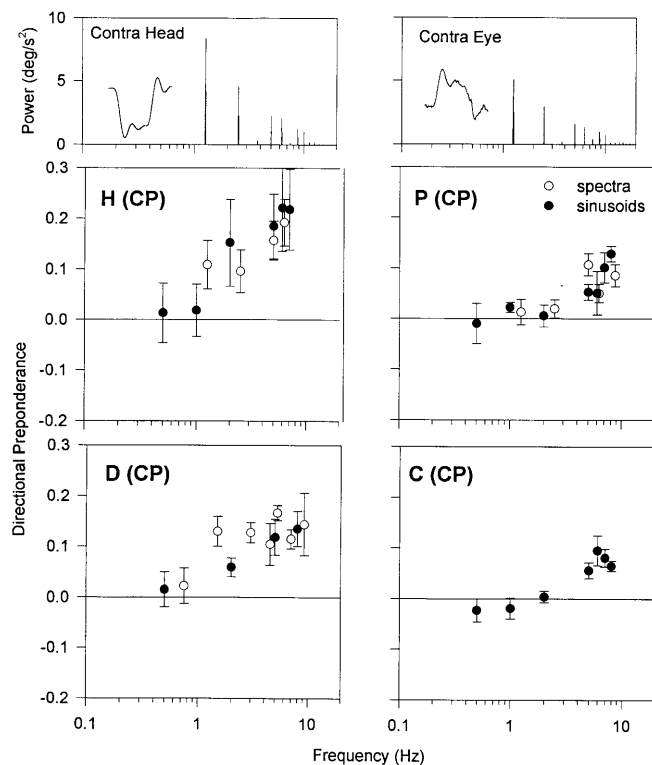 Contra Head
Contra Eye
Power (deg/s²)
10
5
0
H (CP)
P (CP)
spectra
sinusoids
0.3
0.2
0.1
0.0
-0.1
-0.2
D (CP)
C (CP)
0.3
0.2
0.1
0.0
-0.1
-0.2
Directional Preponderance
0.1
1
10
0.1
1
10
Frequency (Hz)